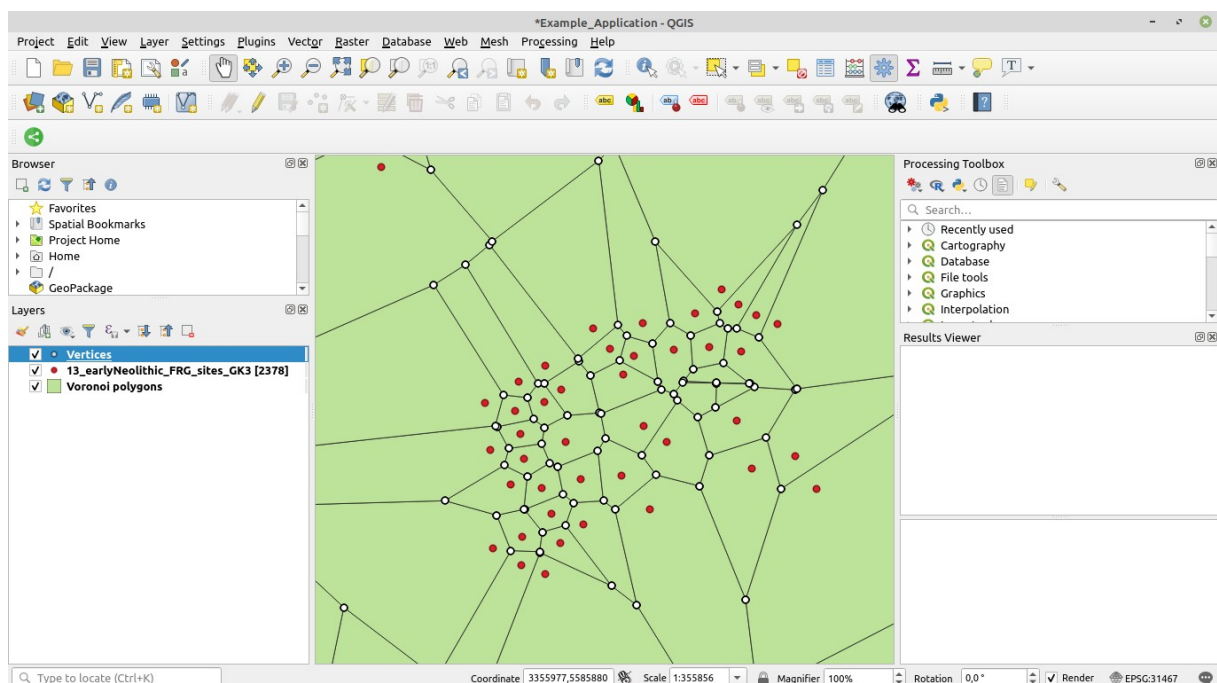 *Example_Application - QGIS
Project Edit View Layer Settings Plugins Vector Raster Database Web Mesh Processing Help
Browser
Favorites
Spatial Bookmarks
Project Home
Home
/
GeoPackage
Layers
Vertices
13_earlyNeolithic_FRG_sites_GK3 [2378]
Voronoi polygons
Processing Toolbox
Search...
Recently used
Cartography
Database
File tools
Graphics
Interpolation
Results Viewer
Type to locate (Ctrl+K)
Coordinate 3355977,5585880 Scale 1:355856 Magnifier 100% Rotation 0,0 ° Render EPSG:31467